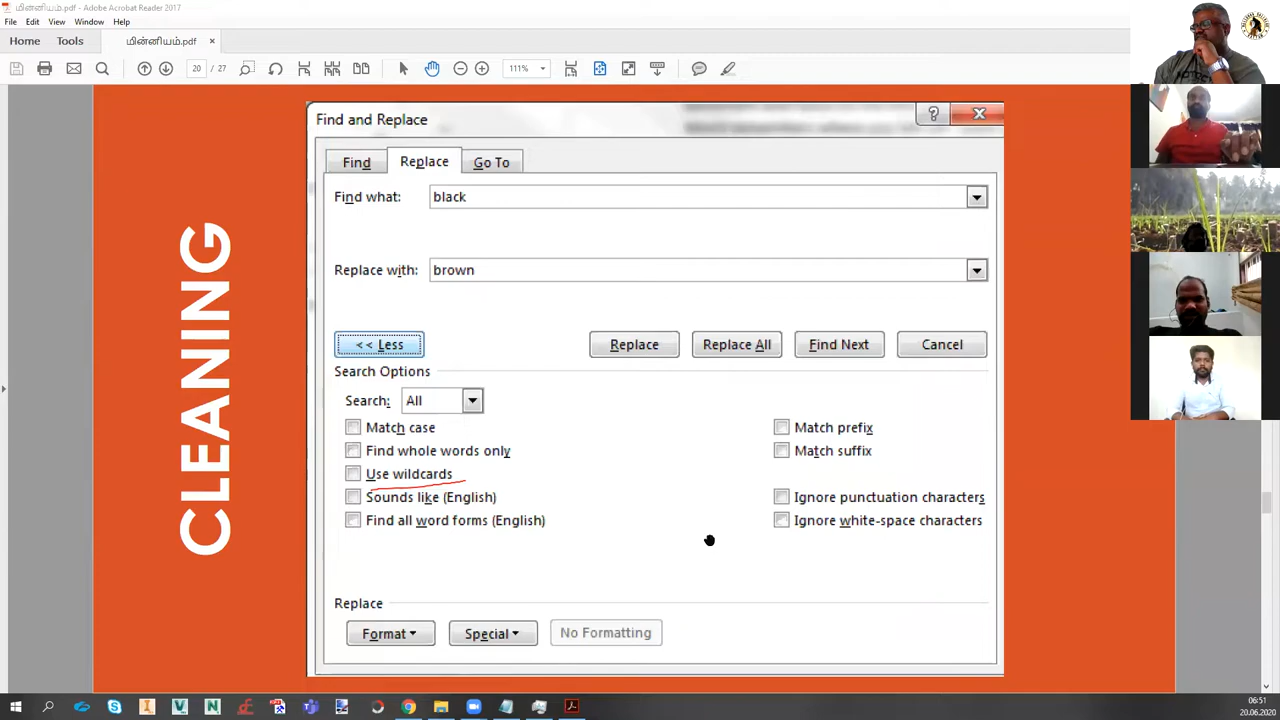 மின்னியம்.pdf - Adobe Acrobat Reader 2017
File Edit View Window Help
Home Tools மின்னியம்.pdf ×
20 / 27 111%
CLEANING
Find and Replace
Find Replace Go To
Find what: black
Replace with: brown
<< Less Replace Replace All Find Next Cancel
Search Options
Search: All
Match case Match prefix
Find whole words only Match suffix
Use wildcards
Sounds like (English) Ignore punctuation characters
Find all word forms (English) Ignore white-space characters
Replace
Format Special No Formatting
06:51
20.06.2020